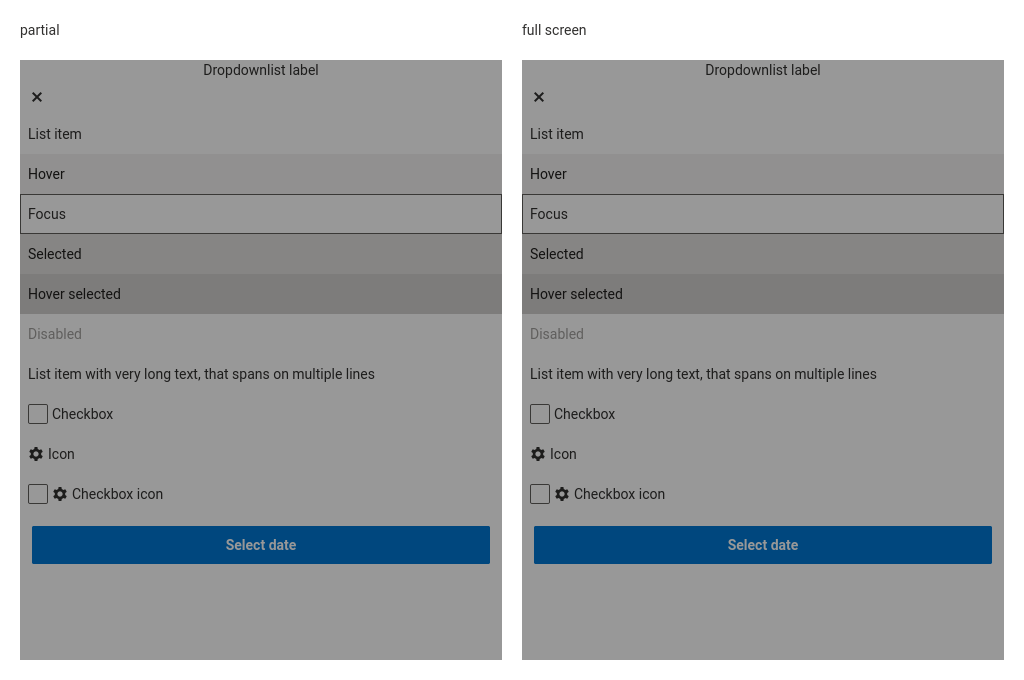 partial
Dropdownlist label
✕
List item
Hover
Focus
Selected
Hover selected
Disabled
List item with very long text, that spans on multiple lines
Checkbox
Icon
Checkbox icon
Select date
full screen
Dropdownlist label
✕
List item
Hover
Focus
Selected
Hover selected
Disabled
List item with very long text, that spans on multiple lines
Checkbox
Icon
Checkbox icon
Select date